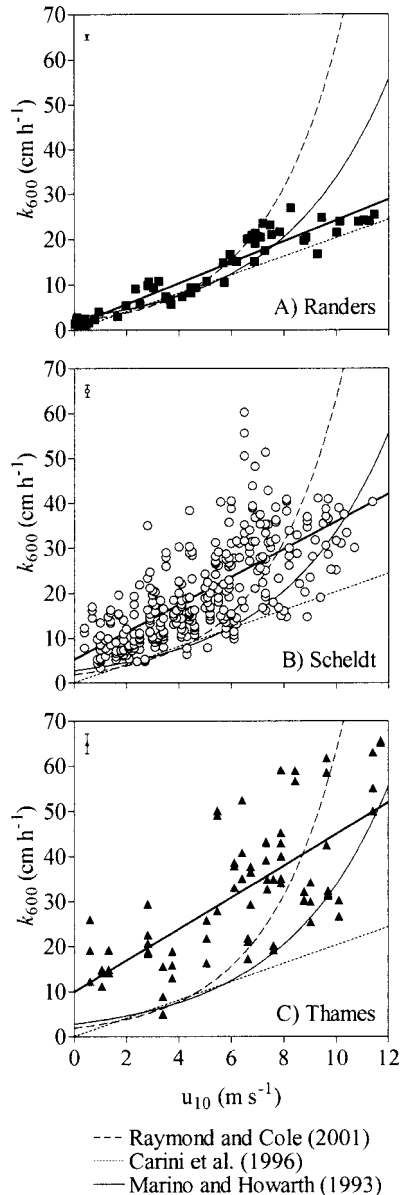 70
60
50
40
30
20
10
0
k600 (cm h-1)
A) Randers
70
60
50
40
30
20
10
0
k600 (cm h-1)
B) Scheldt
70
60
50
40
30
20
10
0
k600 (cm h-1)
C) Thames
0 2 4 6 8 10 12
u10 (m s-1)
Raymond and Cole (2001)
Carini et al. (1996)
Marino and Howarth (1993)